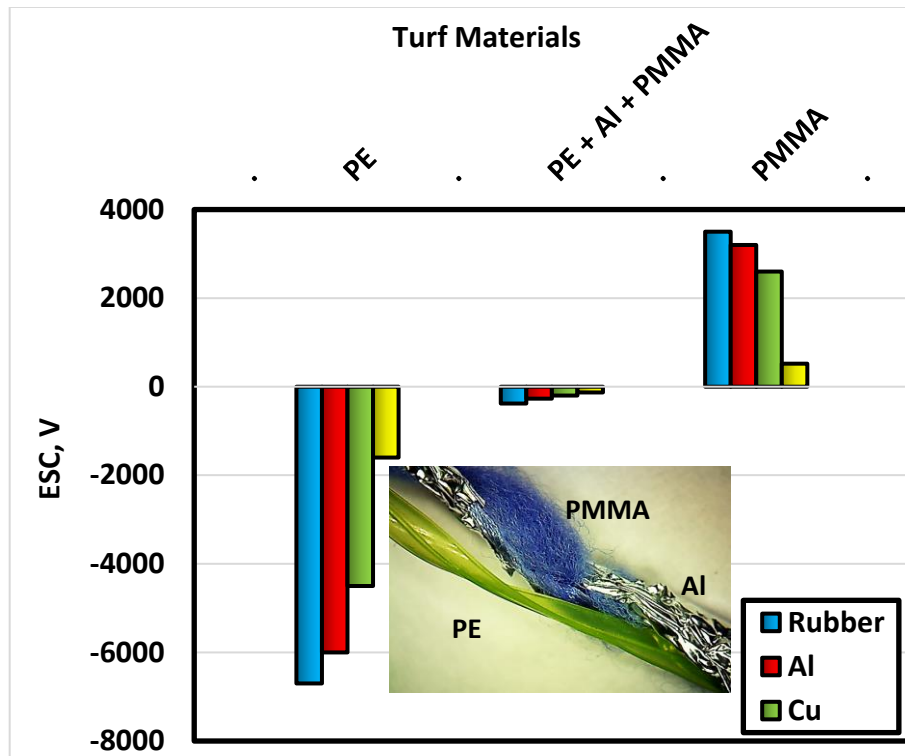 Turf Materials
PE
PE + Al + PMMA
PMMA
4000
2000
0
-2000
-4000
-6000
-8000
ESC, V
PMMA
Al
PE
Rubber
Al
Cu